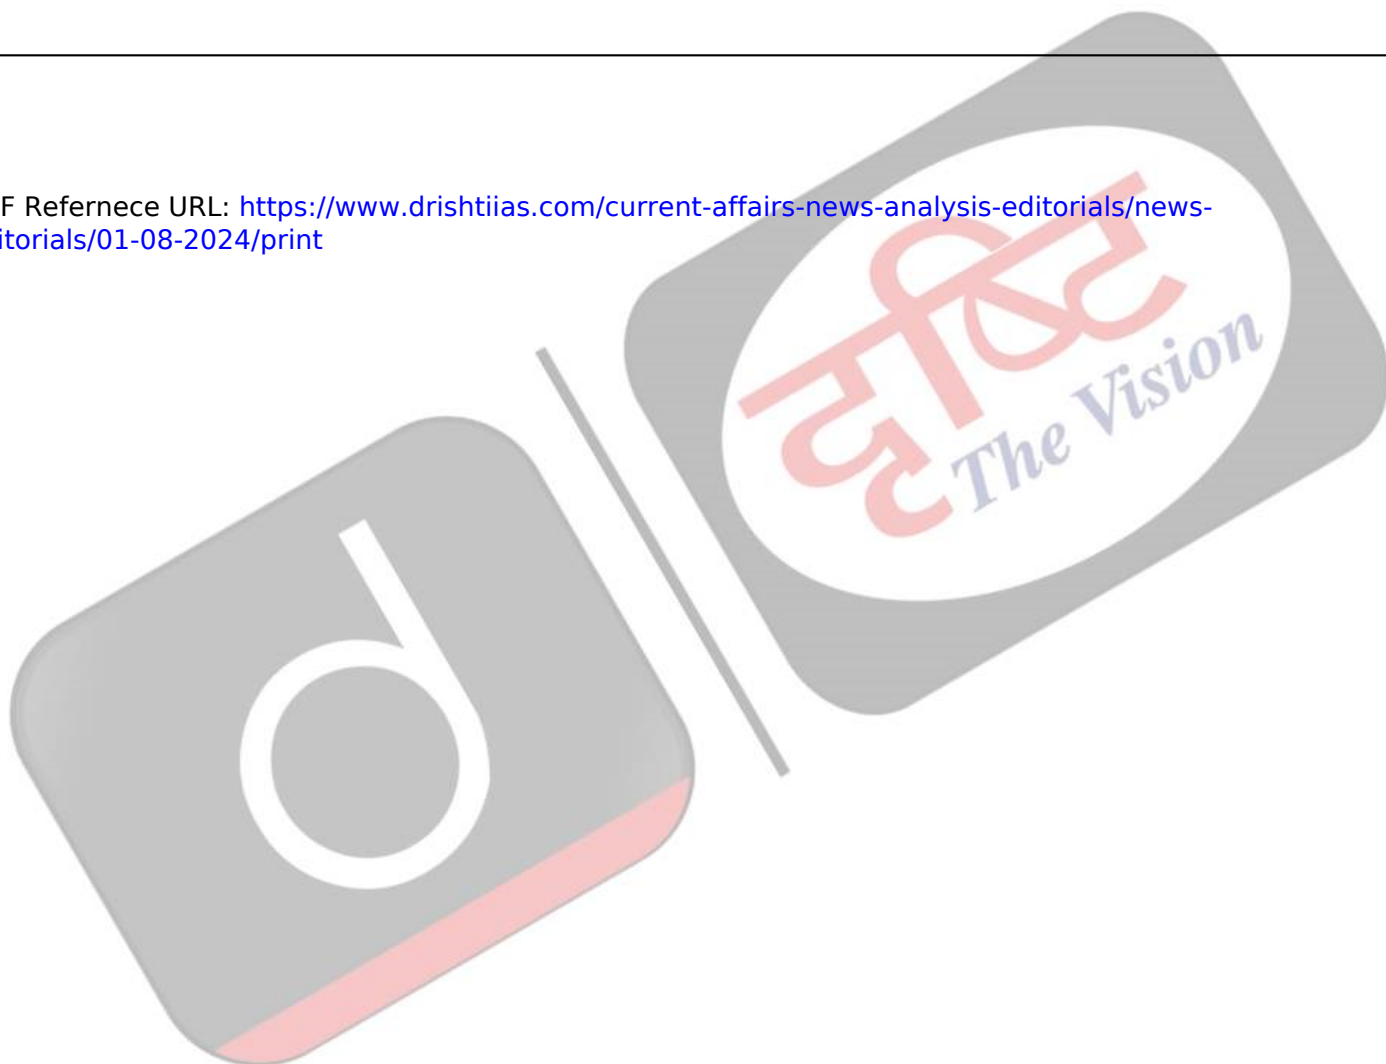 F Refernece URL: https://www.drishtiias.com/current-affairs-news-analysis-editorials/news-
itorials/01-08-2024/print
दृष्टि
The Vision
d